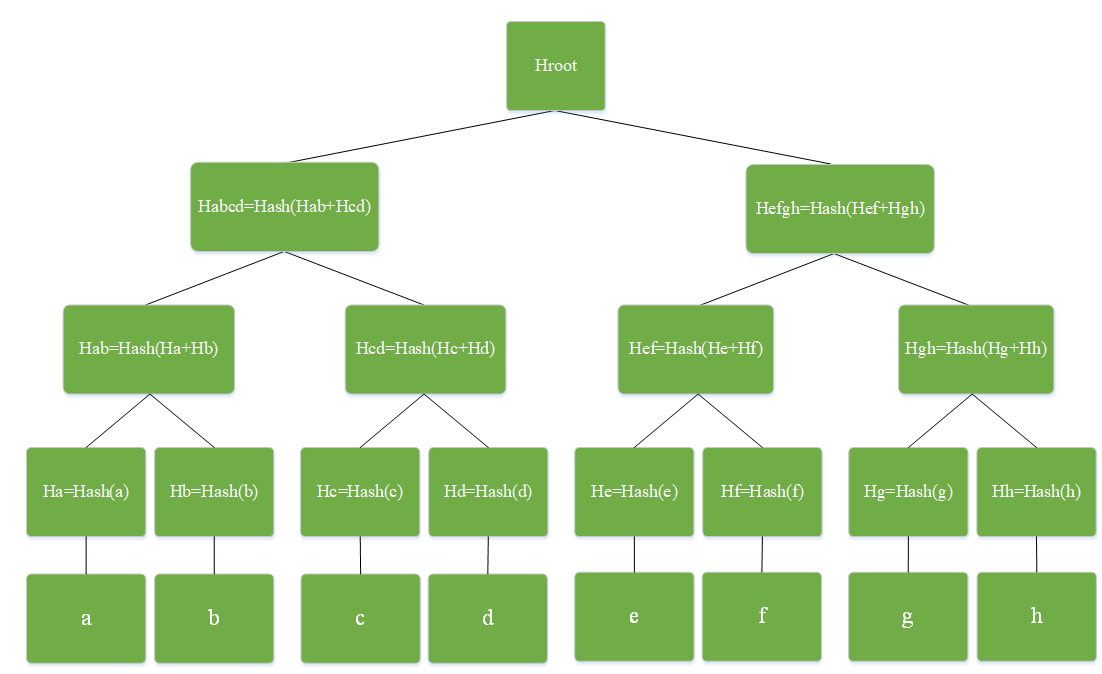 Hroot
Habcd=Hash(Hab+Hcd)
Hefgh=Hash(Hef+Hgh)
Hab=Hash(Ha+Hb)
Hcd=Hash(Hc+Hd)
Hef=Hash(He+Hf)
Hgh=Hash(Hg+Hh)
Ha=Hash(a)
Hb=Hash(b)
Hc=Hash(c)
Hd=Hash(d)
He=Hash(e)
Hf=Hash(f)
Hg=Hash(g)
Hh=Hash(h)
a
b
c
d
e
f
g
h